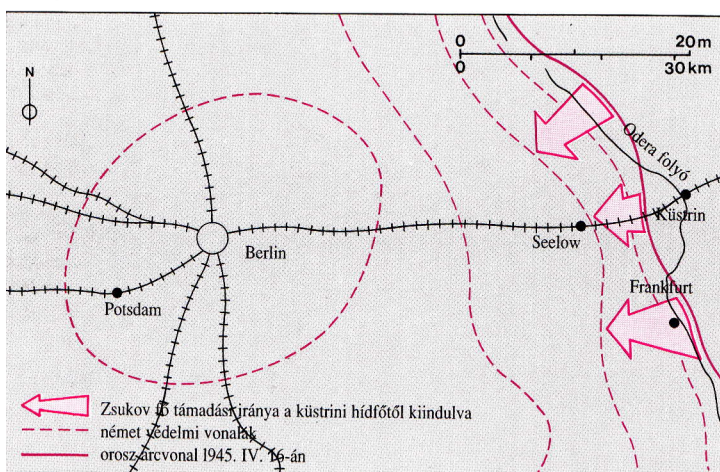 0 20 m
0 30 km
N
Odera folyó
Küstrin
Seelow
Berlin
Frankfurt
Potsdam
Zsukov fő támadási iránya a küstrini hídfőtől kiindulva
német védelmi vonalak
orosz arcvonal 1945. IV. 16-án